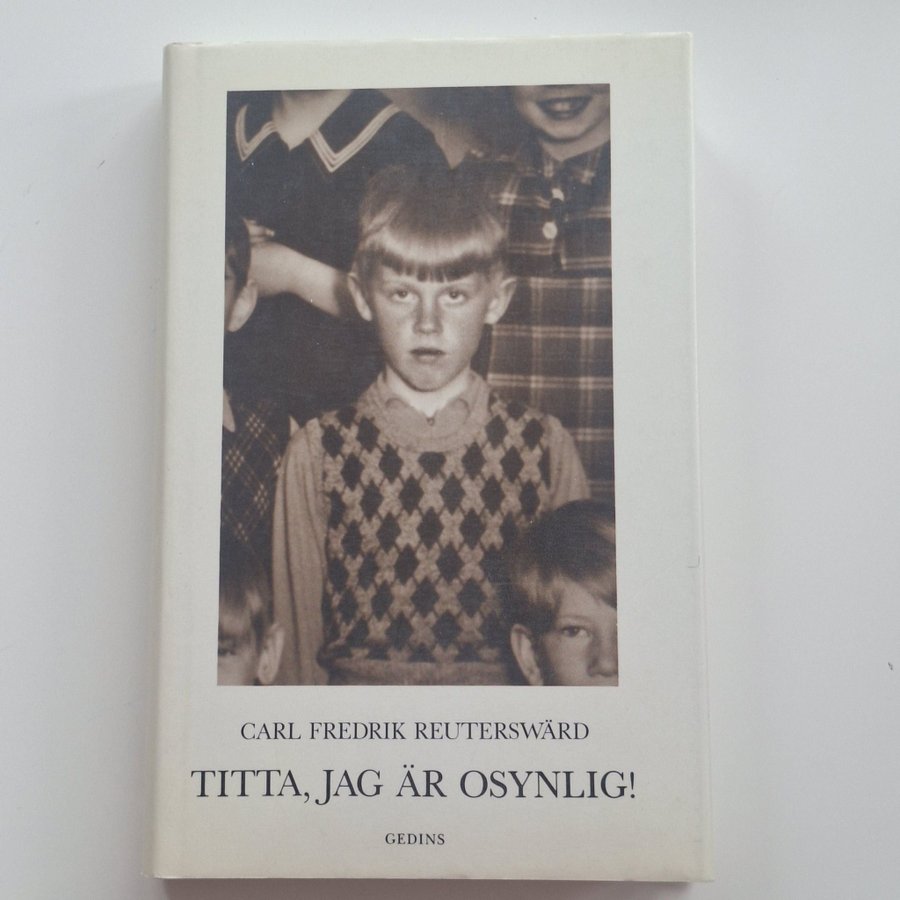 CARL FREDRIK REUTERSWÄRD
TITTA, JAG ÄR OSYNLIG!
GEDINS